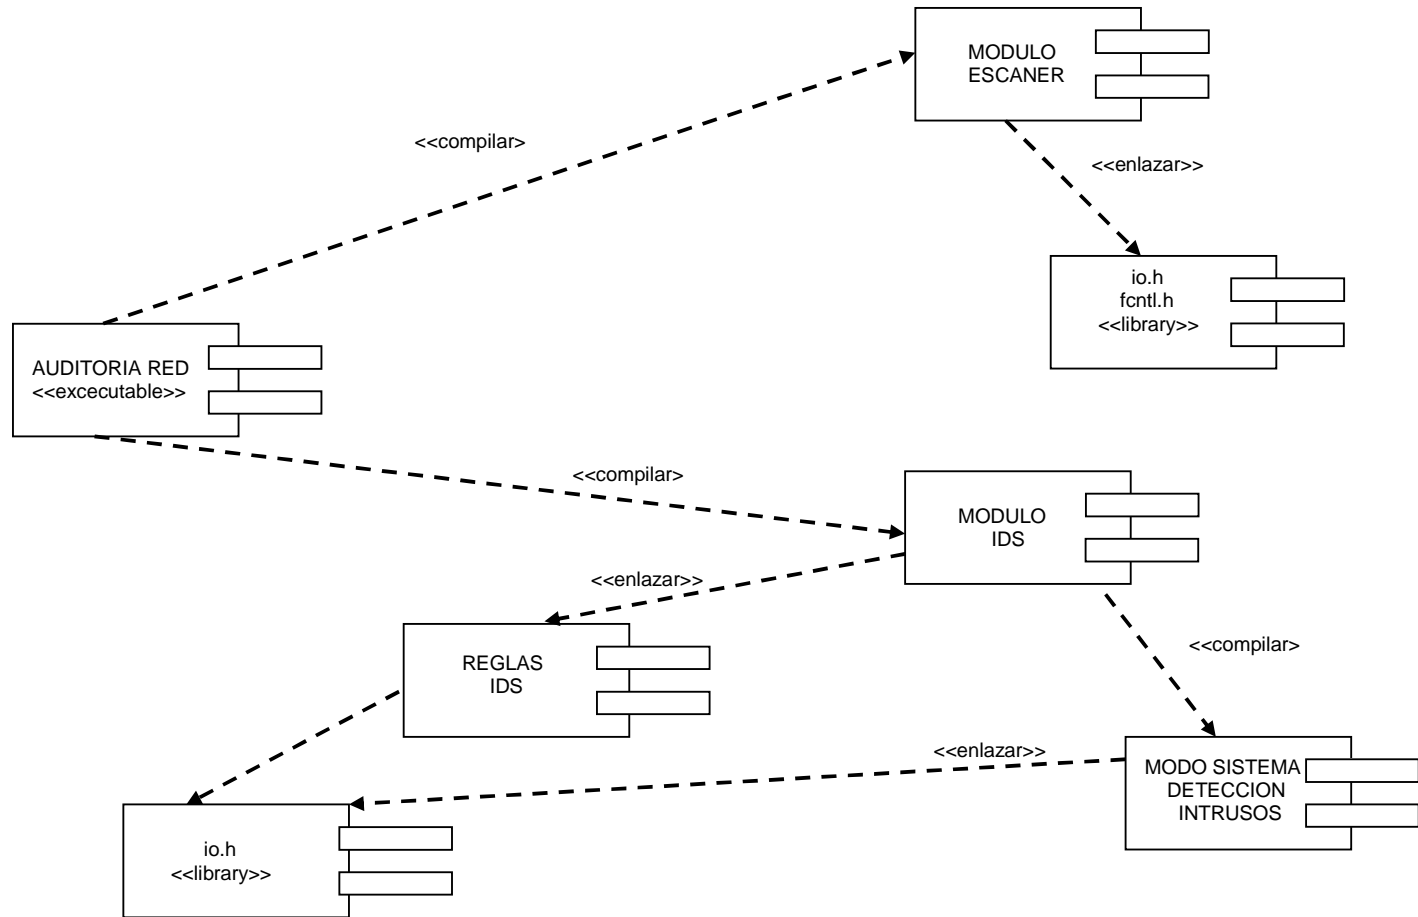 MODULO
ESCANER
<<compilar>
<<enlazar>>
io.h
fcntl.h
<<library>>
AUDITORIA RED
<<excecutable>>
<<compilar>
MODULO
IDS
<<enlazar>>
<<compilar>
REGLAS
IDS
<<enlazar>>
MODO SISTEMA
DETECCION
INTRUSOS
io.h
<<library>>